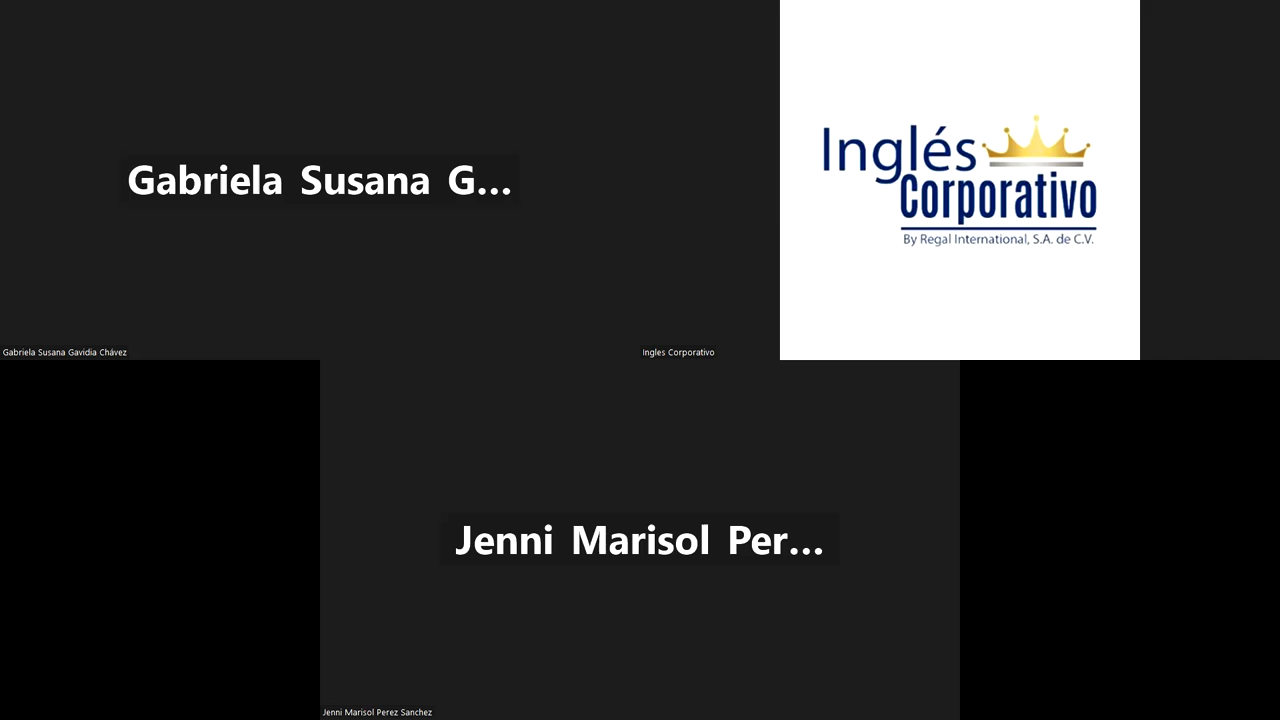 Gabriela Susana G...
Inglés
Corporativo
By Regal International, S.A. de C.V.
Gabriela Susana Gavidia Chávez
Ingles Corporativo
Jenni Marisol Per...
Jenni Marisol Perez Sanchez